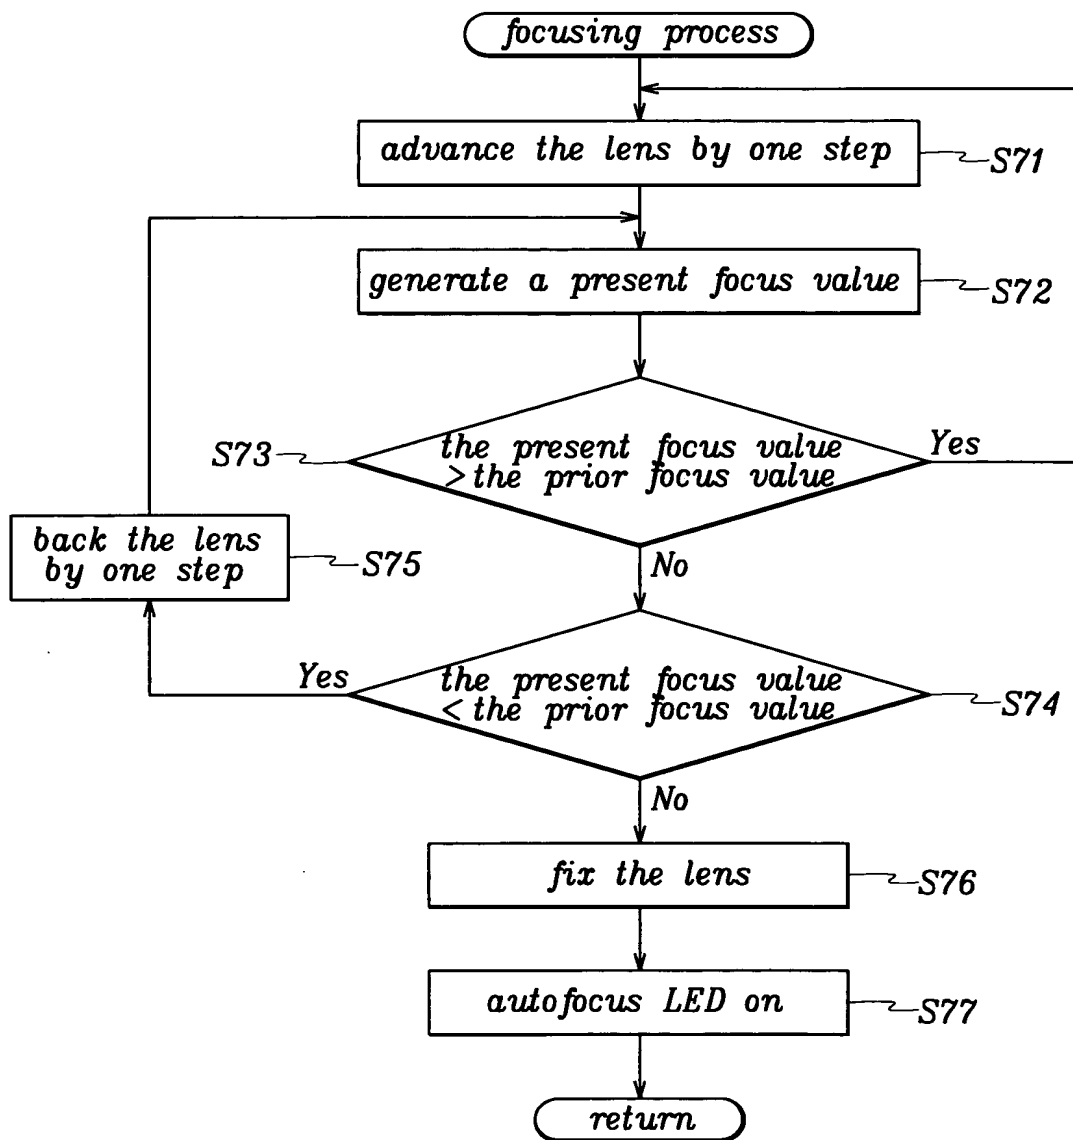 focusing process
advance the lens by one step
S71
generate a present focus value
S72
S73
the present focus value
>the prior focus value
Yes
back the lens
by one step
S75
No
Yes
the present focus value
<the prior focus value
S74
No
fix the lens
S76
autofocus LED on
S77
return